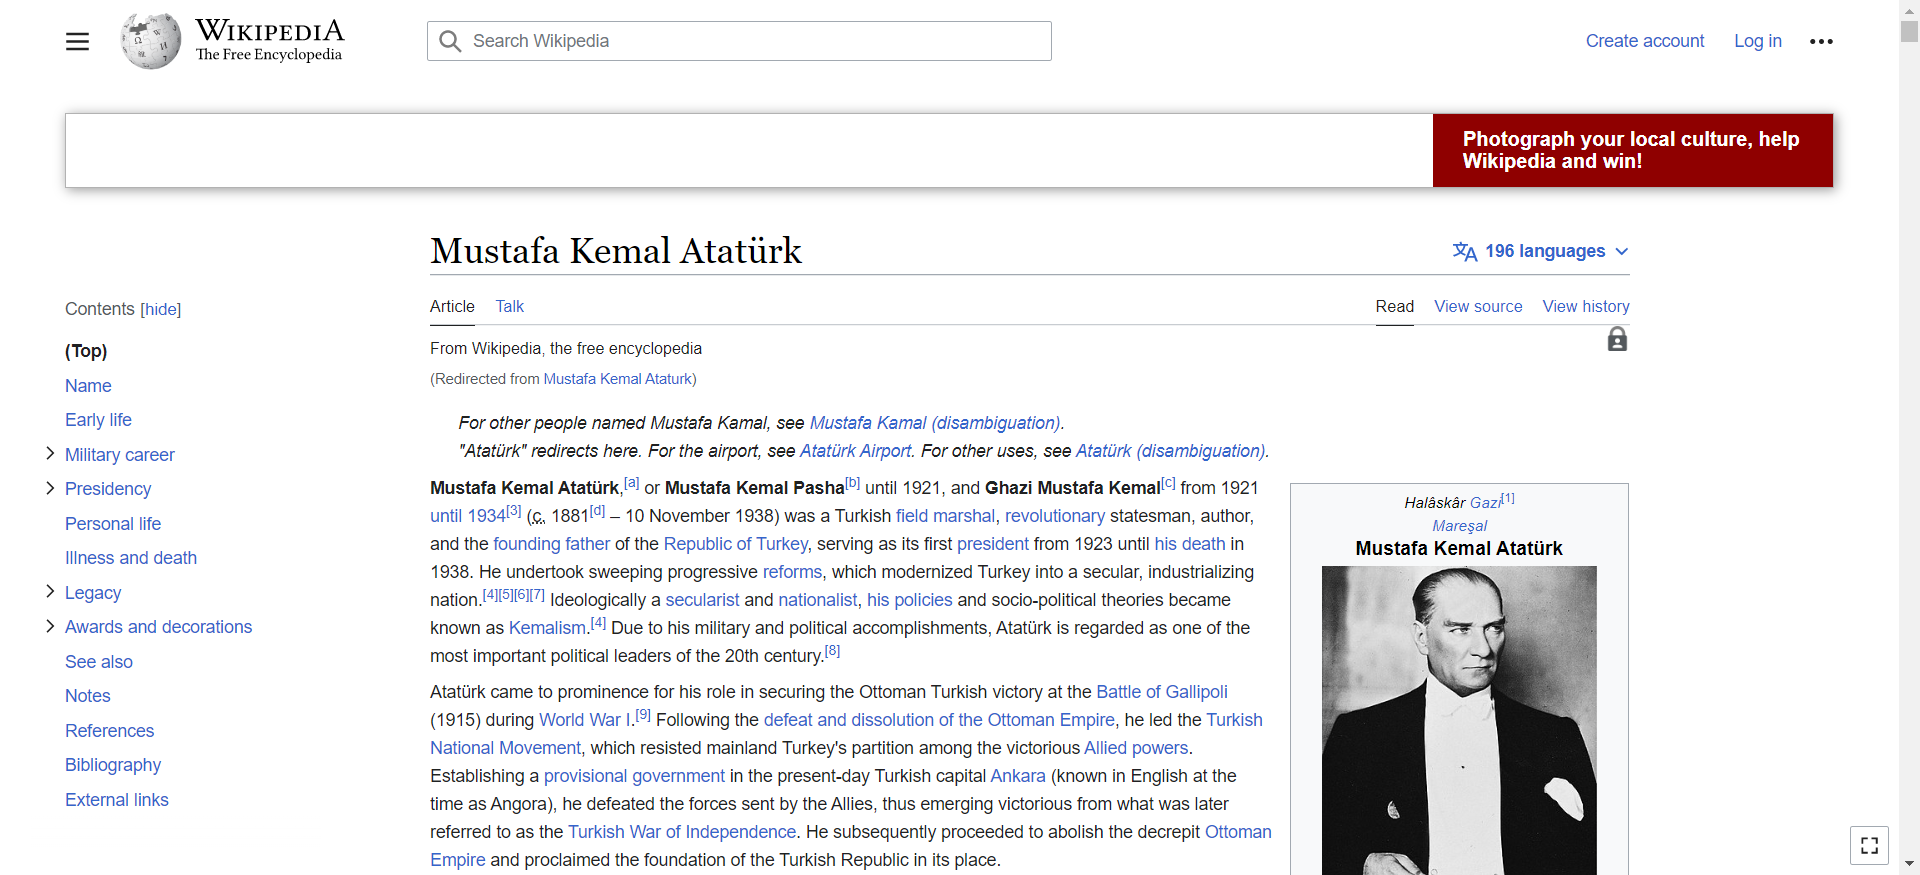 WIKIPEDIA
The Free Encyclopedia
Search Wikipedia
Create account
Log in
Photograph your local culture, help
Wikipedia and win!
Mustafa Kemal Atatürk
196 languages
Contents [hide]
(Top)
Name
Early life
Military career
Presidency
Personal life
Illness and death
Legacy
Awards and decorations
See also
Notes
References
Bibliography
External links
Article
Talk
Read
View source
View history
From Wikipedia, the free encyclopedia
(Redirected from Mustafa Kemal Ataturk)
For other people named Mustafa Kamal, see Mustafa Kamal (disambiguation).
"Atatürk" redirects here. For the airport, see Atatürk Airport. For other uses, see Atatürk (disambiguation).
Mustafa Kemal Atatürk,[a] or Mustafa Kemal Pasha[b] until 1921, and Ghazi Mustafa Kemal[c] from 1921
until 1934[3] (c. 1881[d] – 10 November 1938) was a Turkish field marshal, revolutionary statesman, author,
and the founding father of the Republic of Turkey, serving as its first president from 1923 until his death in
1938. He undertook sweeping progressive reforms, which modernized Turkey into a secular, industrializing
nation.[4][5][6][7] Ideologically a secularist and nationalist, his policies and socio-political theories became
known as Kemalism.[4] Due to his military and political accomplishments, Atatürk is regarded as one of the
most important political leaders of the 20th century.[8]
Atatürk came to prominence for his role in securing the Ottoman Turkish victory at the Battle of Gallipoli
(1915) during World War I.[9] Following the defeat and dissolution of the Ottoman Empire, he led the Turkish
National Movement, which resisted mainland Turkey's partition among the victorious Allied powers.
Establishing a provisional government in the present-day Turkish capital Ankara (known in English at the
time as Angora), he defeated the forces sent by the Allies, thus emerging victorious from what was later
referred to as the Turkish War of Independence. He subsequently proceeded to abolish the decrepit Ottoman
Empire and proclaimed the foundation of the Turkish Republic in its place.
Halâskâr Gazi[1]
Mareşal
Mustafa Kemal Atatürk